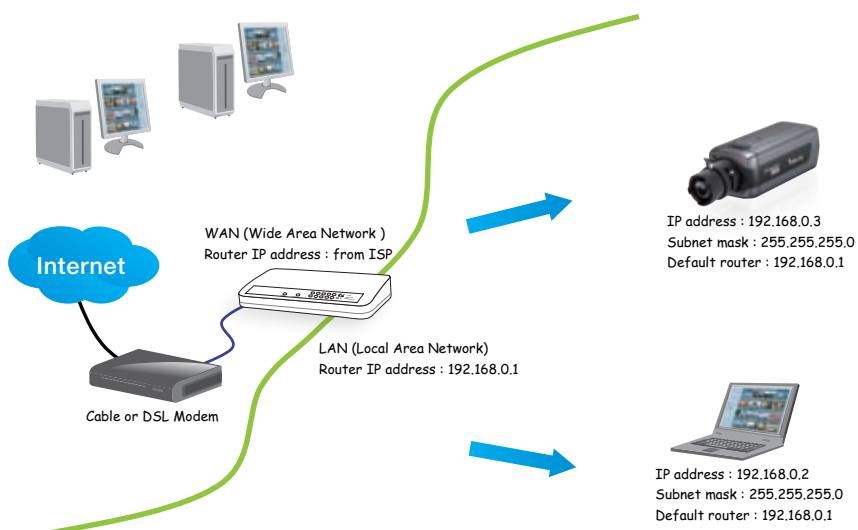 WAN (Wide Area Network )
Router IP address : from ISP
Internet
LAN (Local Area Network)
Router IP address : 192.168.0.1
Cable or DSL Modem
IP address : 192.168.0.3
Subnet mask : 255.255.255.0
Default router : 192.168.0.1
IP address : 192.168.0.2
Subnet mask : 255.255.255.0
Default router : 192.168.0.1